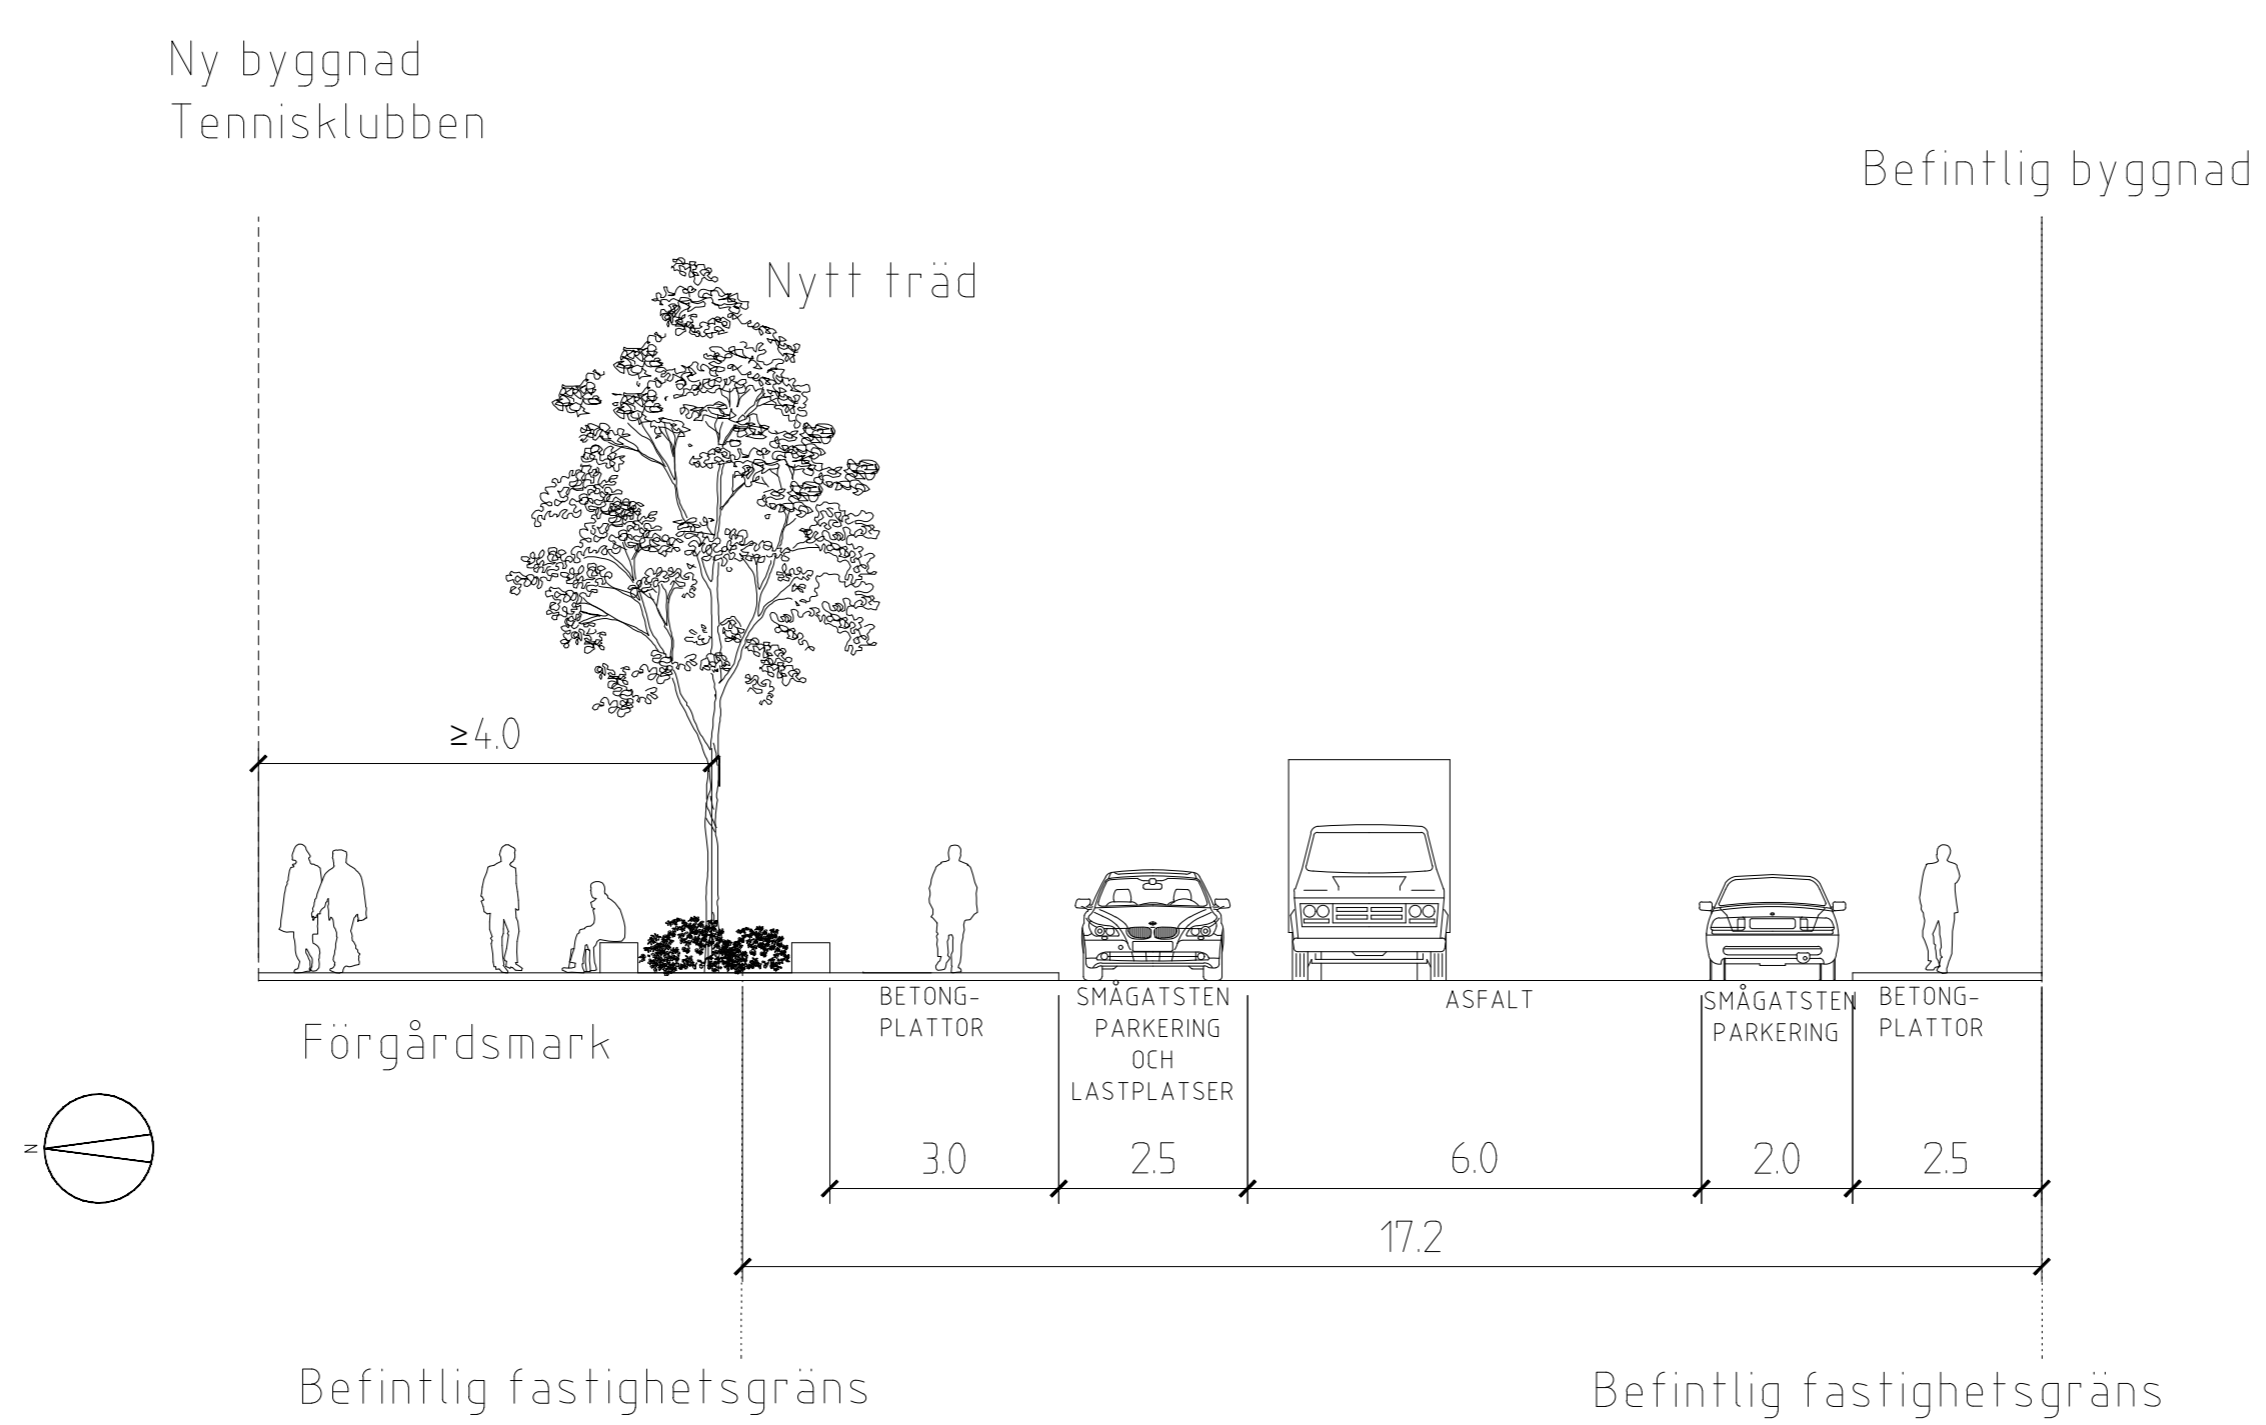 Ny byggnad
Tennisklubben
Befintlig byggnad
Nytt träd
≥4.0
BETONG-
PLATTOR
SMÅGATSTEN
PARKERING
OCH
LASTPLATSER
ASFALT
SMÅGATSTEN
PARKERING
BETONG-
PLATTOR
Förgårdsmark
N
3.0
2.5
6.0
2.0
2.5
17.2
Befintlig fastighetsgräns
Befintlig fastighetsgräns